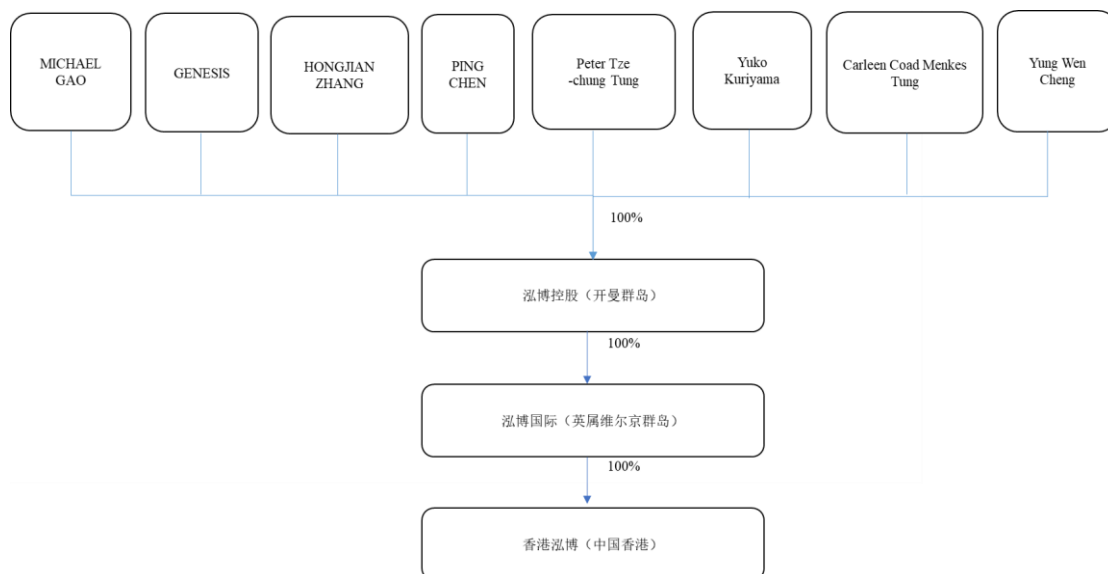 MICHAEL
GAO
GENESIS
HONGJIAN
ZHANG
PING
CHEN
Peter Tze
-chung Tung
Yuko
Kuriyama
Carleen Coad Menkes
Tung
Yung Wen
Cheng
100%
泓博控股（开曼群岛）
100%
泓博国际（英属维尔京群岛）
100%
香港泓博（中国香港）